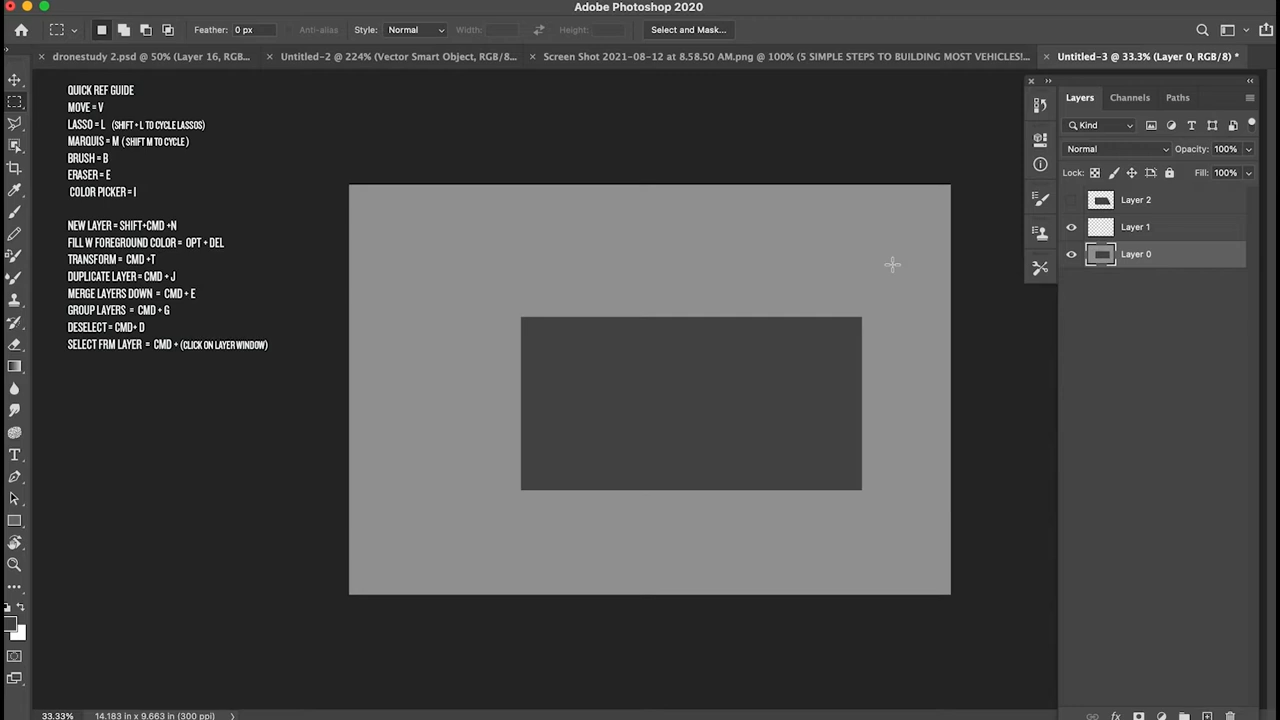 Adobe Photoshop 2020
Feather: 0 px Anti-alias Style: Normal Width: Height: Select and Mask...
dronestudy 2.psd @ 50% (Layer 16, RGB... Untitled-2 @ 224% (Vector Smart Object, RGB/8... Screen Shot 2021-08-12 at 8.58.50 AM.png @ 100% (5 SIMPLE STEPS TO BUILDING MOST VEHICLES!... Untitled-3 @ 33.3% (Layer 0, RGB/8) *
QUICK REF GUIDE
MOVE = V
LASSO = L (SHIFT + L TO CYCLE LASSOS)
MARQUIS = M ( SHIFT M TO CYCLE )
BRUSH = B
ERASER = E
COLOR PICKER = I
NEW LAYER = SHIFT+CMD +N
FILL W FOREGROUND COLOR = OPT + DEL
TRANSFORM = CMD +T
DUPLICATE LAYER = CMD + J
MERGE LAYERS DOWN = CMD + E
GROUP LAYERS = CMD + G
DESELECT = CMD+ D
SELECT FRM LAYER = CMD + (CLICK ON LAYER WINDOW)
Layers Channels Paths
Kind
Normal Opacity: 100%
Lock: Fill: 100%
Layer 2
Layer 1
Layer 0
33.33% 14.183 in x 9.663 in (300 ppi)